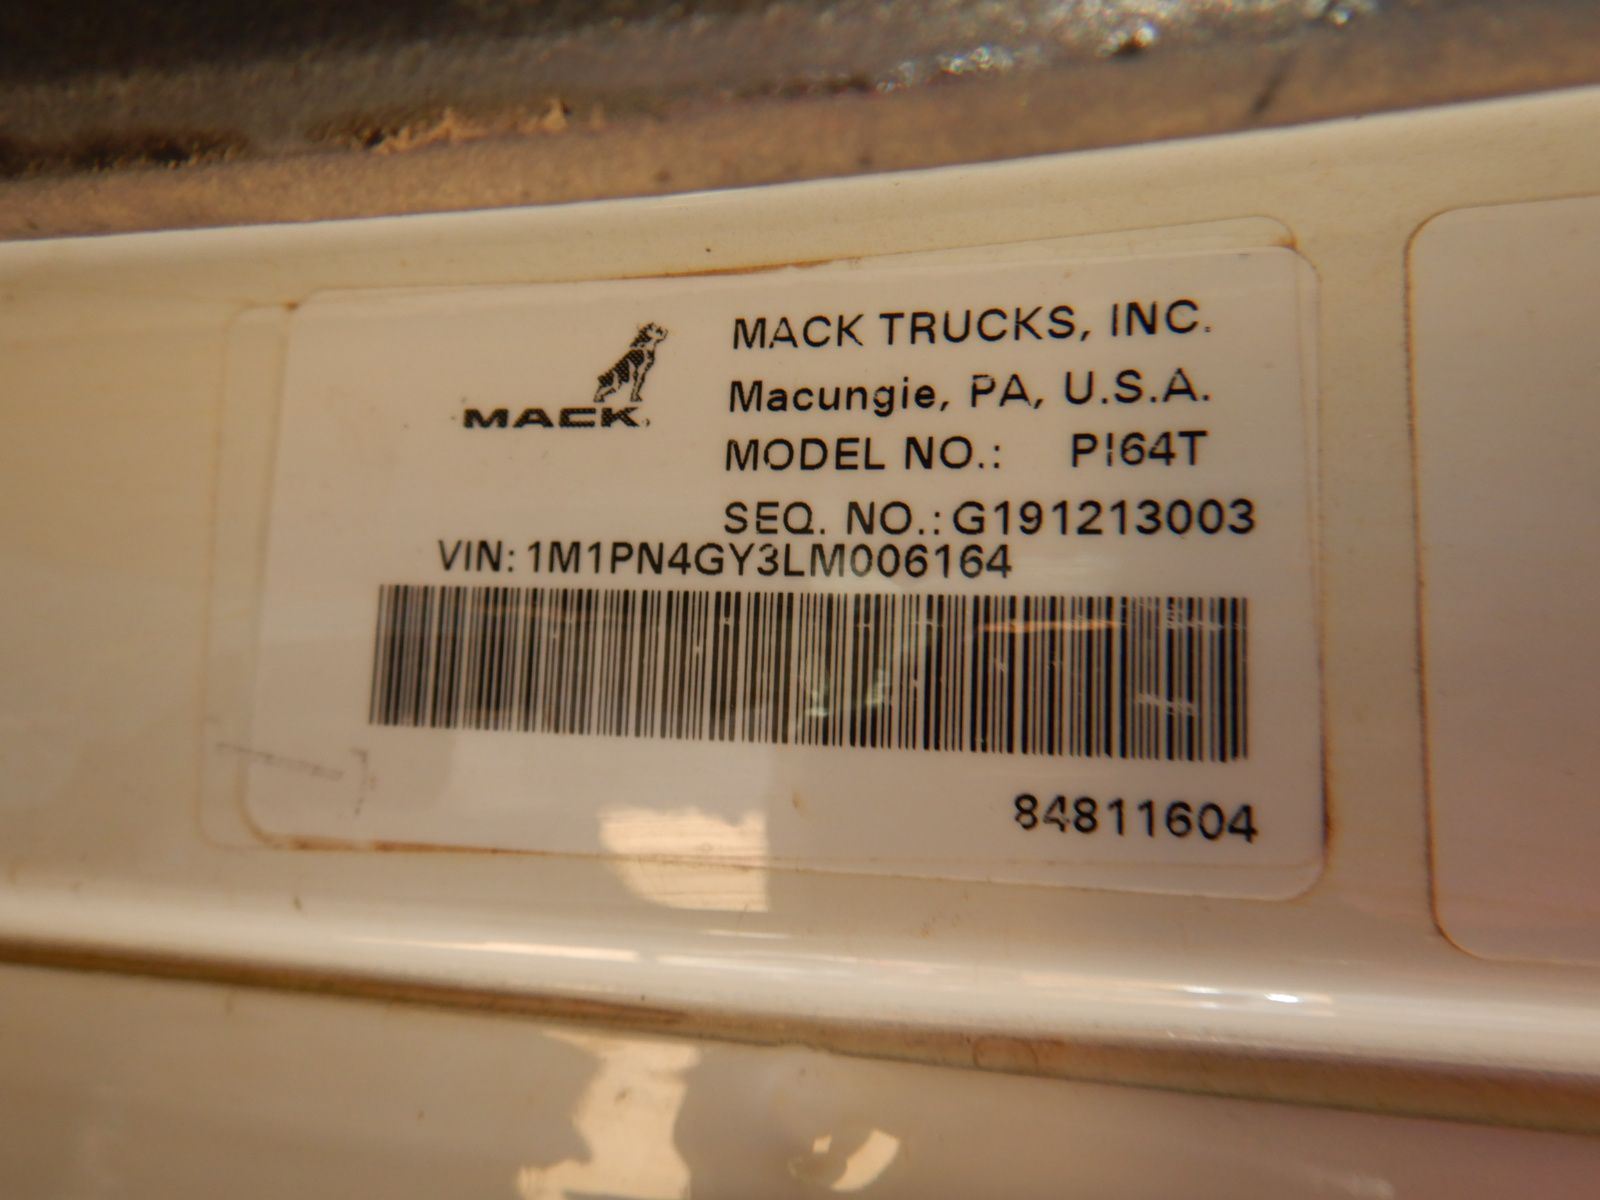 MACK
MACK TRUCKS, INC.
Macungie, PA, U.S.A.
MODEL NO.: PI64T
SEQ. NO.: G191213003
VIN: 1M1PN4GY3LM006164
84811604